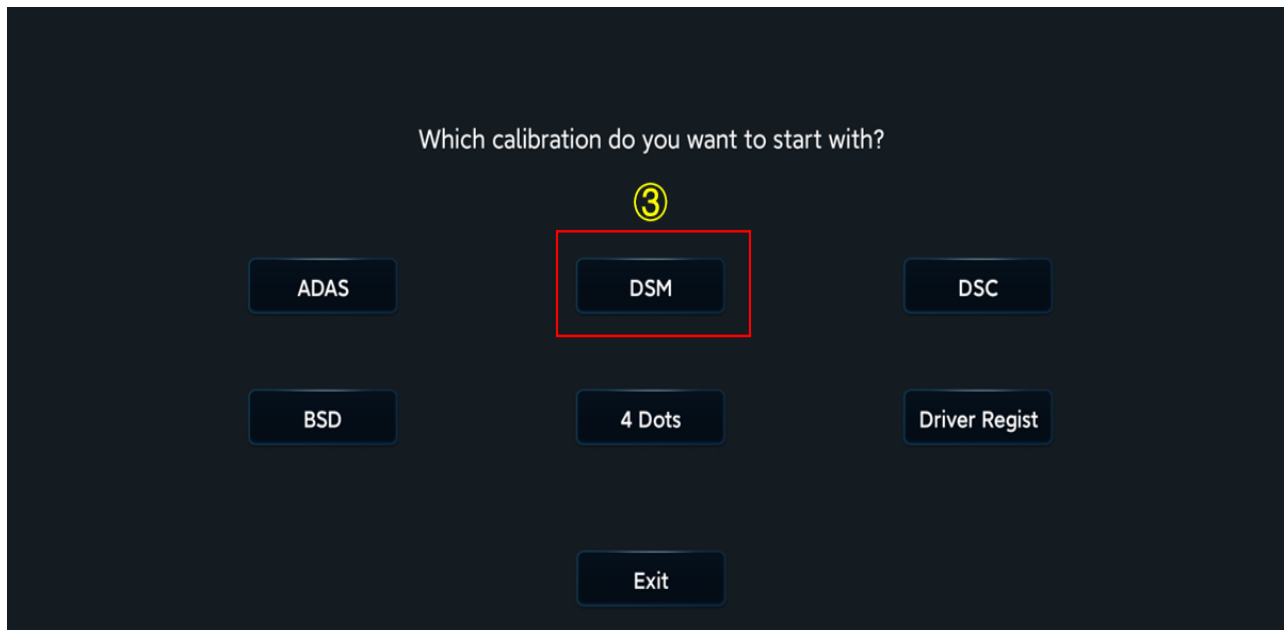 Which calibration do you want to start with?
③
ADAS
DSM
DSC
BSD
4 Dots
Driver Regist
Exit